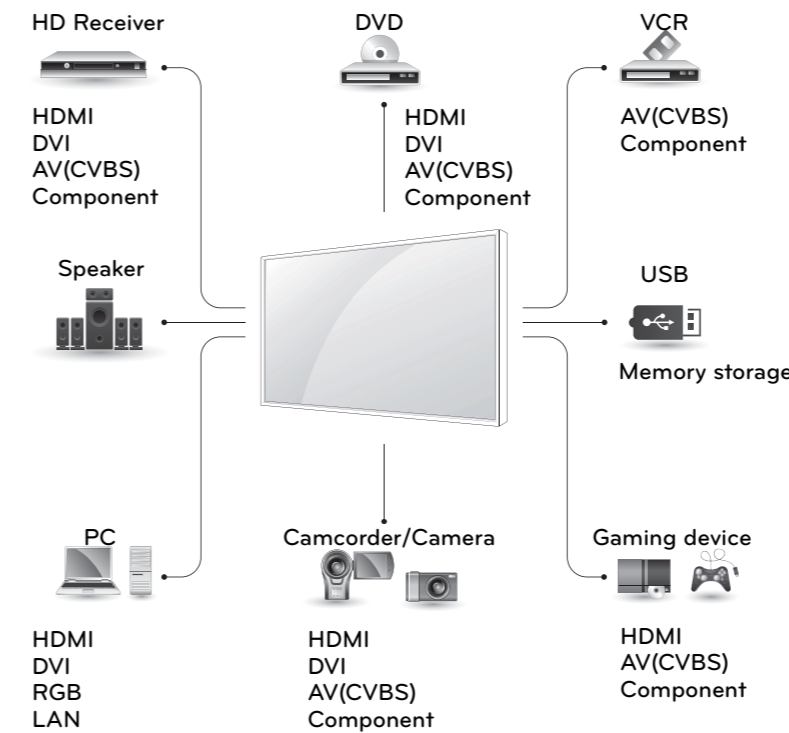 HD Receiver
HDMI
DVI
AV(CVBS)
Component
DVD
HDMI
DVI
AV(CVBS)
Component
VCR
AV(CVBS)
Component
Speaker
USB
Memory storage
PC
HDMI
DVI
RGB
LAN
Camcorder/Camera
HDMI
DVI
AV(CVBS)
Component
Gaming device
HDMI
AV(CVBS)
Component